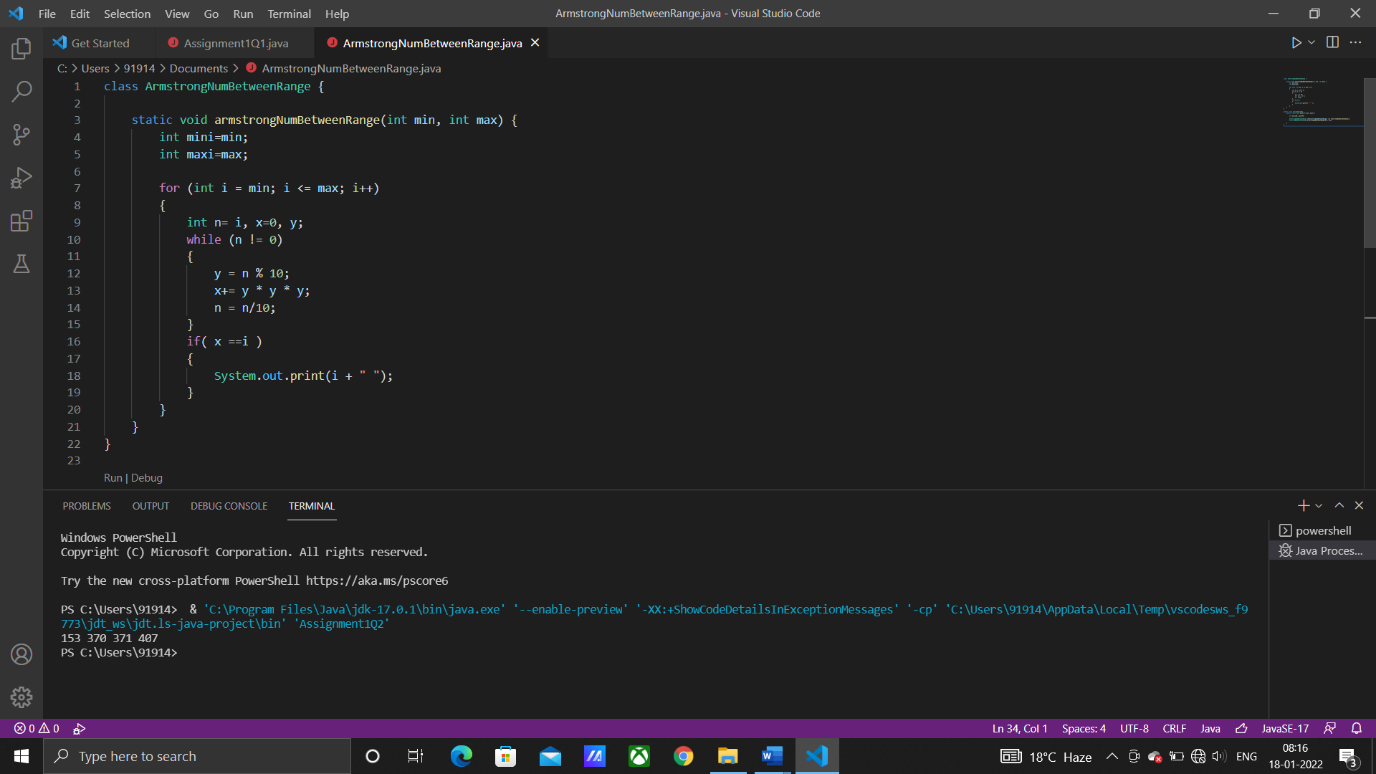 File Edit Selection View Go Run Terminal Help ArmstrongNumBetweenRange.java - Visual Studio Code
Get Started Assignment1Q1.java ArmstrongNumBetweenRange.java
C: > Users > 91914 > Documents > ArmstrongNumBetweenRange.java
1 class ArmstrongNumBetweenRange {
2
3 static void armstrongNumBetweenRange(int min, int max) {
4 int mini=min;
5 int maxi=max;
6
7 for (int i = min; i <= max; i++)
8 {
9 int n= i, x=0, y;
10 while (n != 0)
11 {
12 y = n % 10;
13 x+= y * y * y;
14 n = n/10;
15 }
16 if( x ==i )
17 {
18 System.out.print(i + " ");
19 }
20 }
21 }
22 }
23
Run | Debug
PROBLEMS OUTPUT DEBUG CONSOLE TERMINAL
powershell
Java Proces...
Windows PowerShell
Copyright (C) Microsoft Corporation. All rights reserved.
Try the new cross-platform PowerShell https://aka.ms/pscore6
PS C:\Users\91914> & 'C:\Program Files\Java\jdk-17.0.1\bin\java.exe' '--enable-preview' '-XX:+ShowCodeDetailsInExceptionMessages' '-cp' 'C:\Users\91914\AppData\Local\Temp\vscodesws_f9
773\jdt_ws\jdt.ls-java-project\bin' 'Assignment1Q2'
153 370 371 407
PS C:\Users\91914>
0 0 Ln 34, Col 1 Spaces: 4 UTF-8 CRLF Java JavaSE-17
Type here to search 18°C Haze ENG 08:16
18-01-2022 3